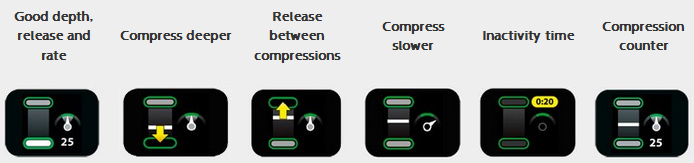 Good depth,
release and
rate
Compress deeper
Release
between
compressions
Compress
slower
Inactivity time
Compression
counter
25
0:20
25